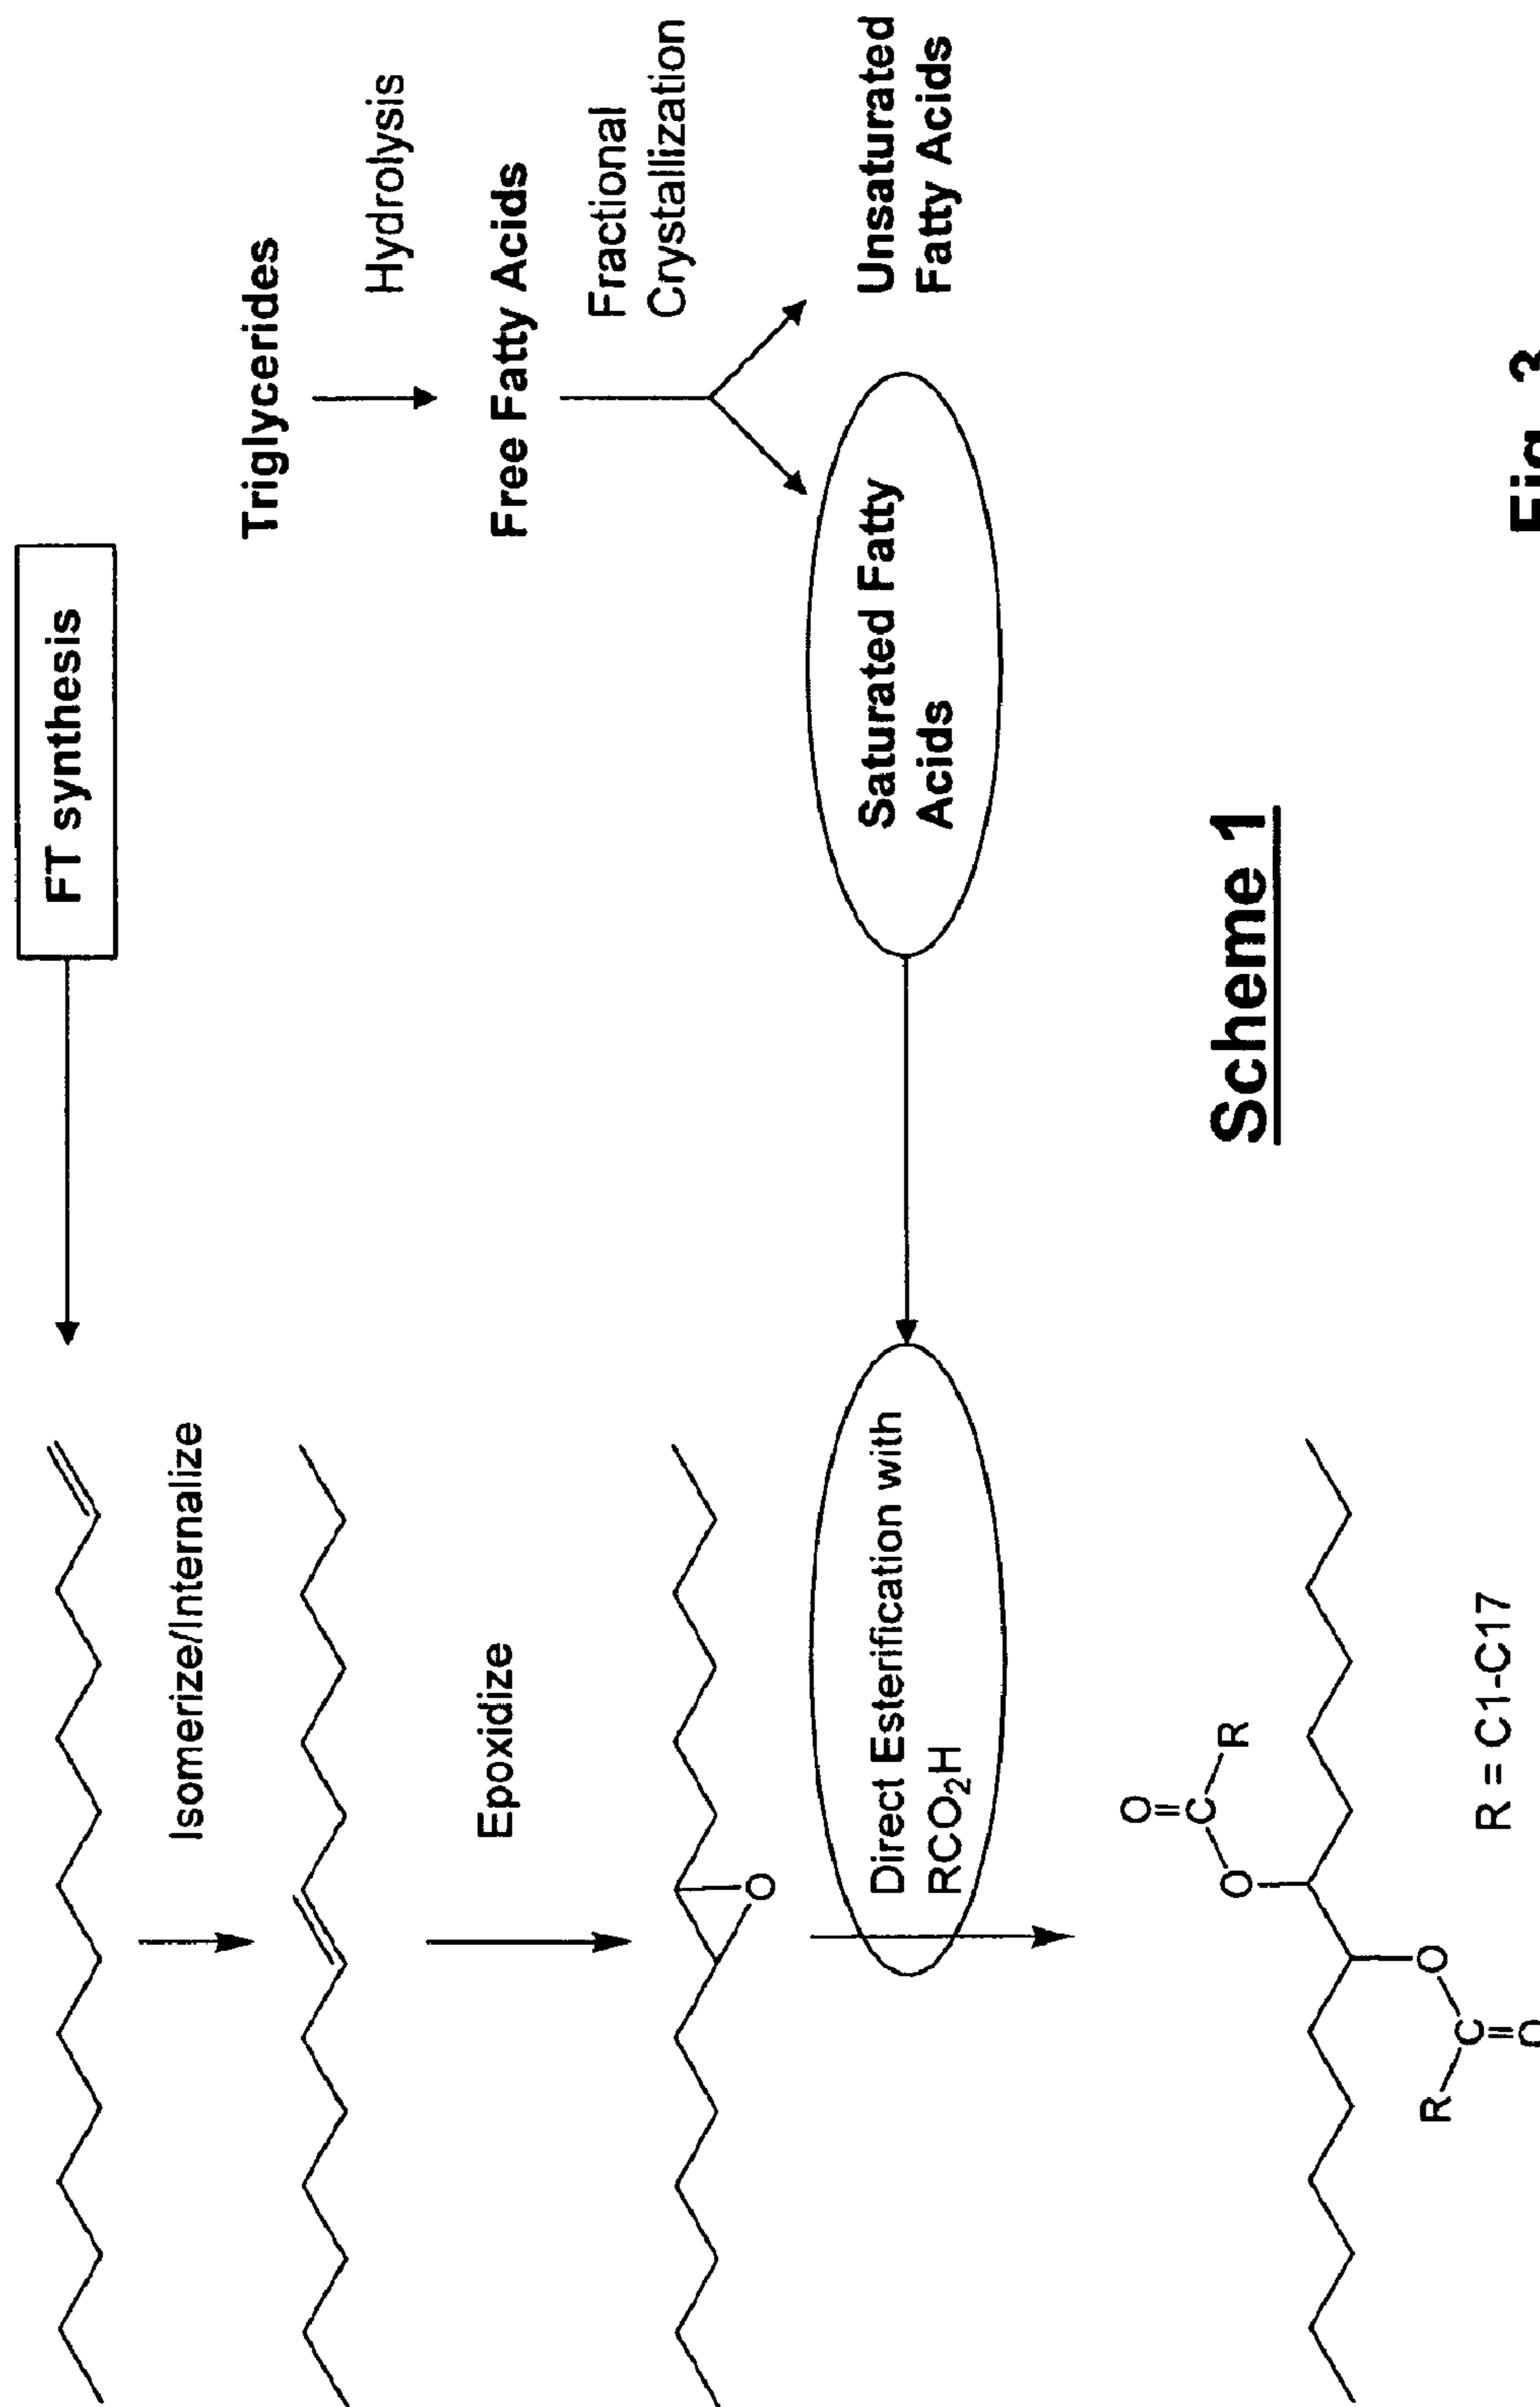 FT synthesis
Isomerize/Internalize
Triglycerides
Hydrolysis
Epoxidize
Free Fatty Acids
Fractional
Crystallization
O
Direct Esterification with
RCO₂H
Saturated Fatty
Acids
Unsaturated
Fatty Acids
O
C
O
R
O
C
R
O
R = C1-C17
Scheme 1
Fig.